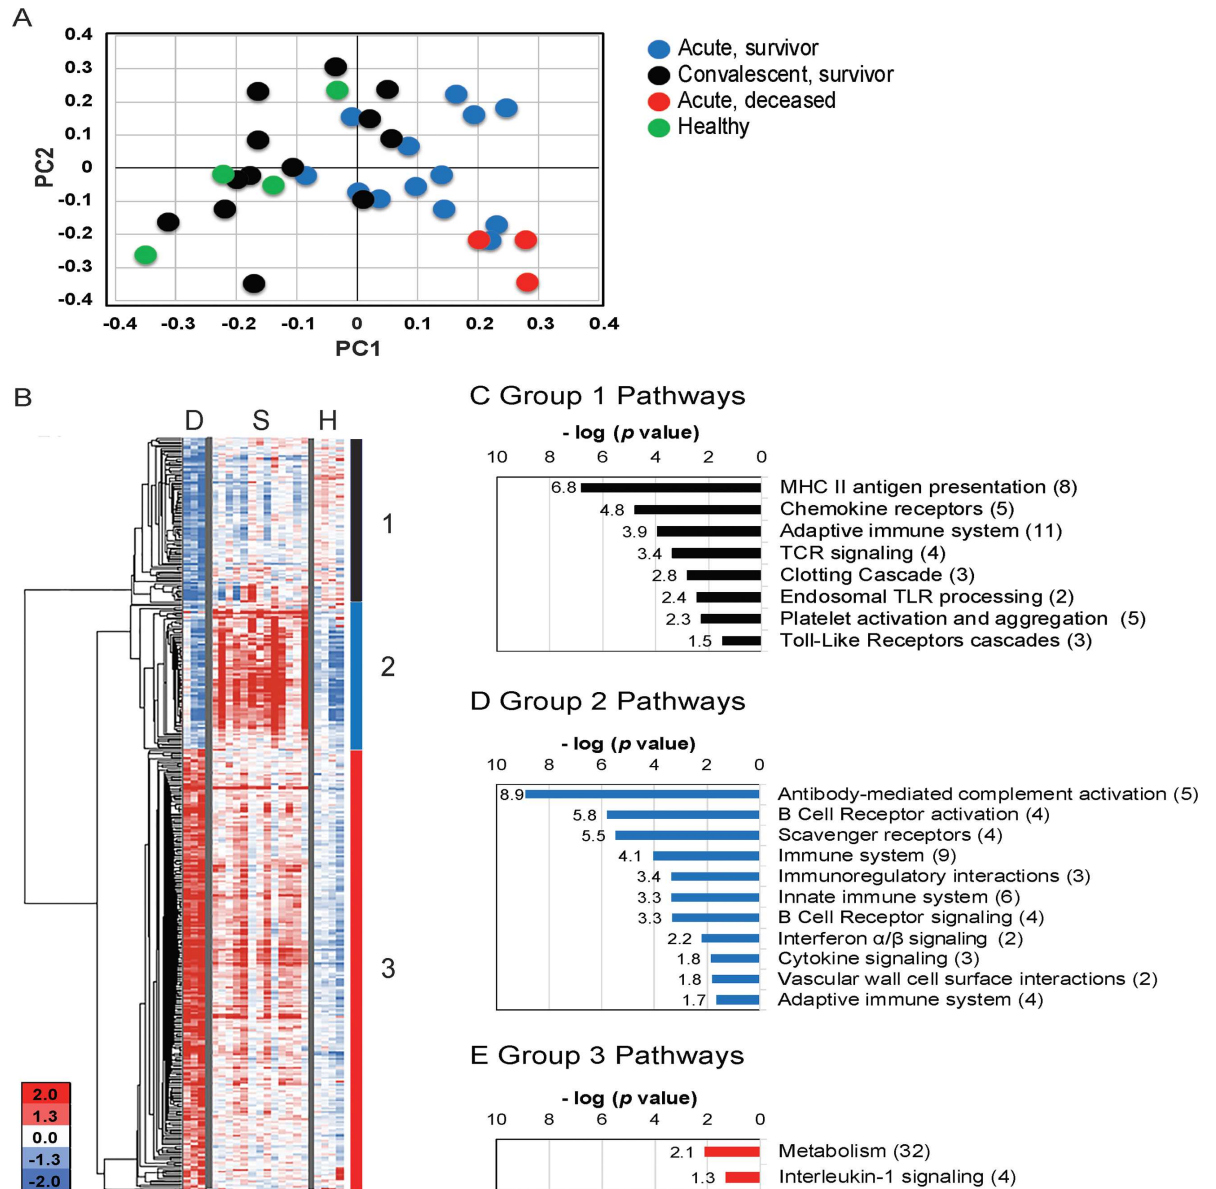 A
0.4
0.3
0.2
0.1
0
-0.1
-0.2
-0.3
-0.4
PC2
-0.4 -0.3 -0.2 -0.1 0 0.1 0.2 0.3 0.4
PC1
Acute, survivor
Convalescent, survivor
Acute, deceased
Healthy
B
D S H
1
2
3
2.0
1.3
0.0
-1.3
-2.0
C Group 1 Pathways
- log (p value)
10 8 6 4 2 0
6.8 MHC II antigen presentation (8)
4.8 Chemokine receptors (5)
3.9 Adaptive immune system (11)
3.4 TCR signaling (4)
2.8 Clotting Cascade (3)
2.4 Endosomal TLR processing (2)
2.3 Platelet activation and aggregation (5)
1.5 Toll-Like Receptors cascades (3)
D Group 2 Pathways
- log (p value)
10 8 6 4 2 0
8.9 Antibody-mediated complement activation (5)
5.8 B Cell Receptor activation (4)
5.5 Scavenger receptors (4)
4.1 Immune system (9)
3.4 Immunoregulatory interactions (3)
3.3 Innate immune system (6)
3.3 B Cell Receptor signaling (4)
2.2 Interferon α/β signaling (2)
1.8 Cytokine signaling (3)
1.8 Vascular wall cell surface interactions (2)
1.7 Adaptive immune system (4)
E Group 3 Pathways
- log (p value)
10 8 6 4 2 0
2.1 Metabolism (32)
1.3 Interleukin-1 signaling (4)